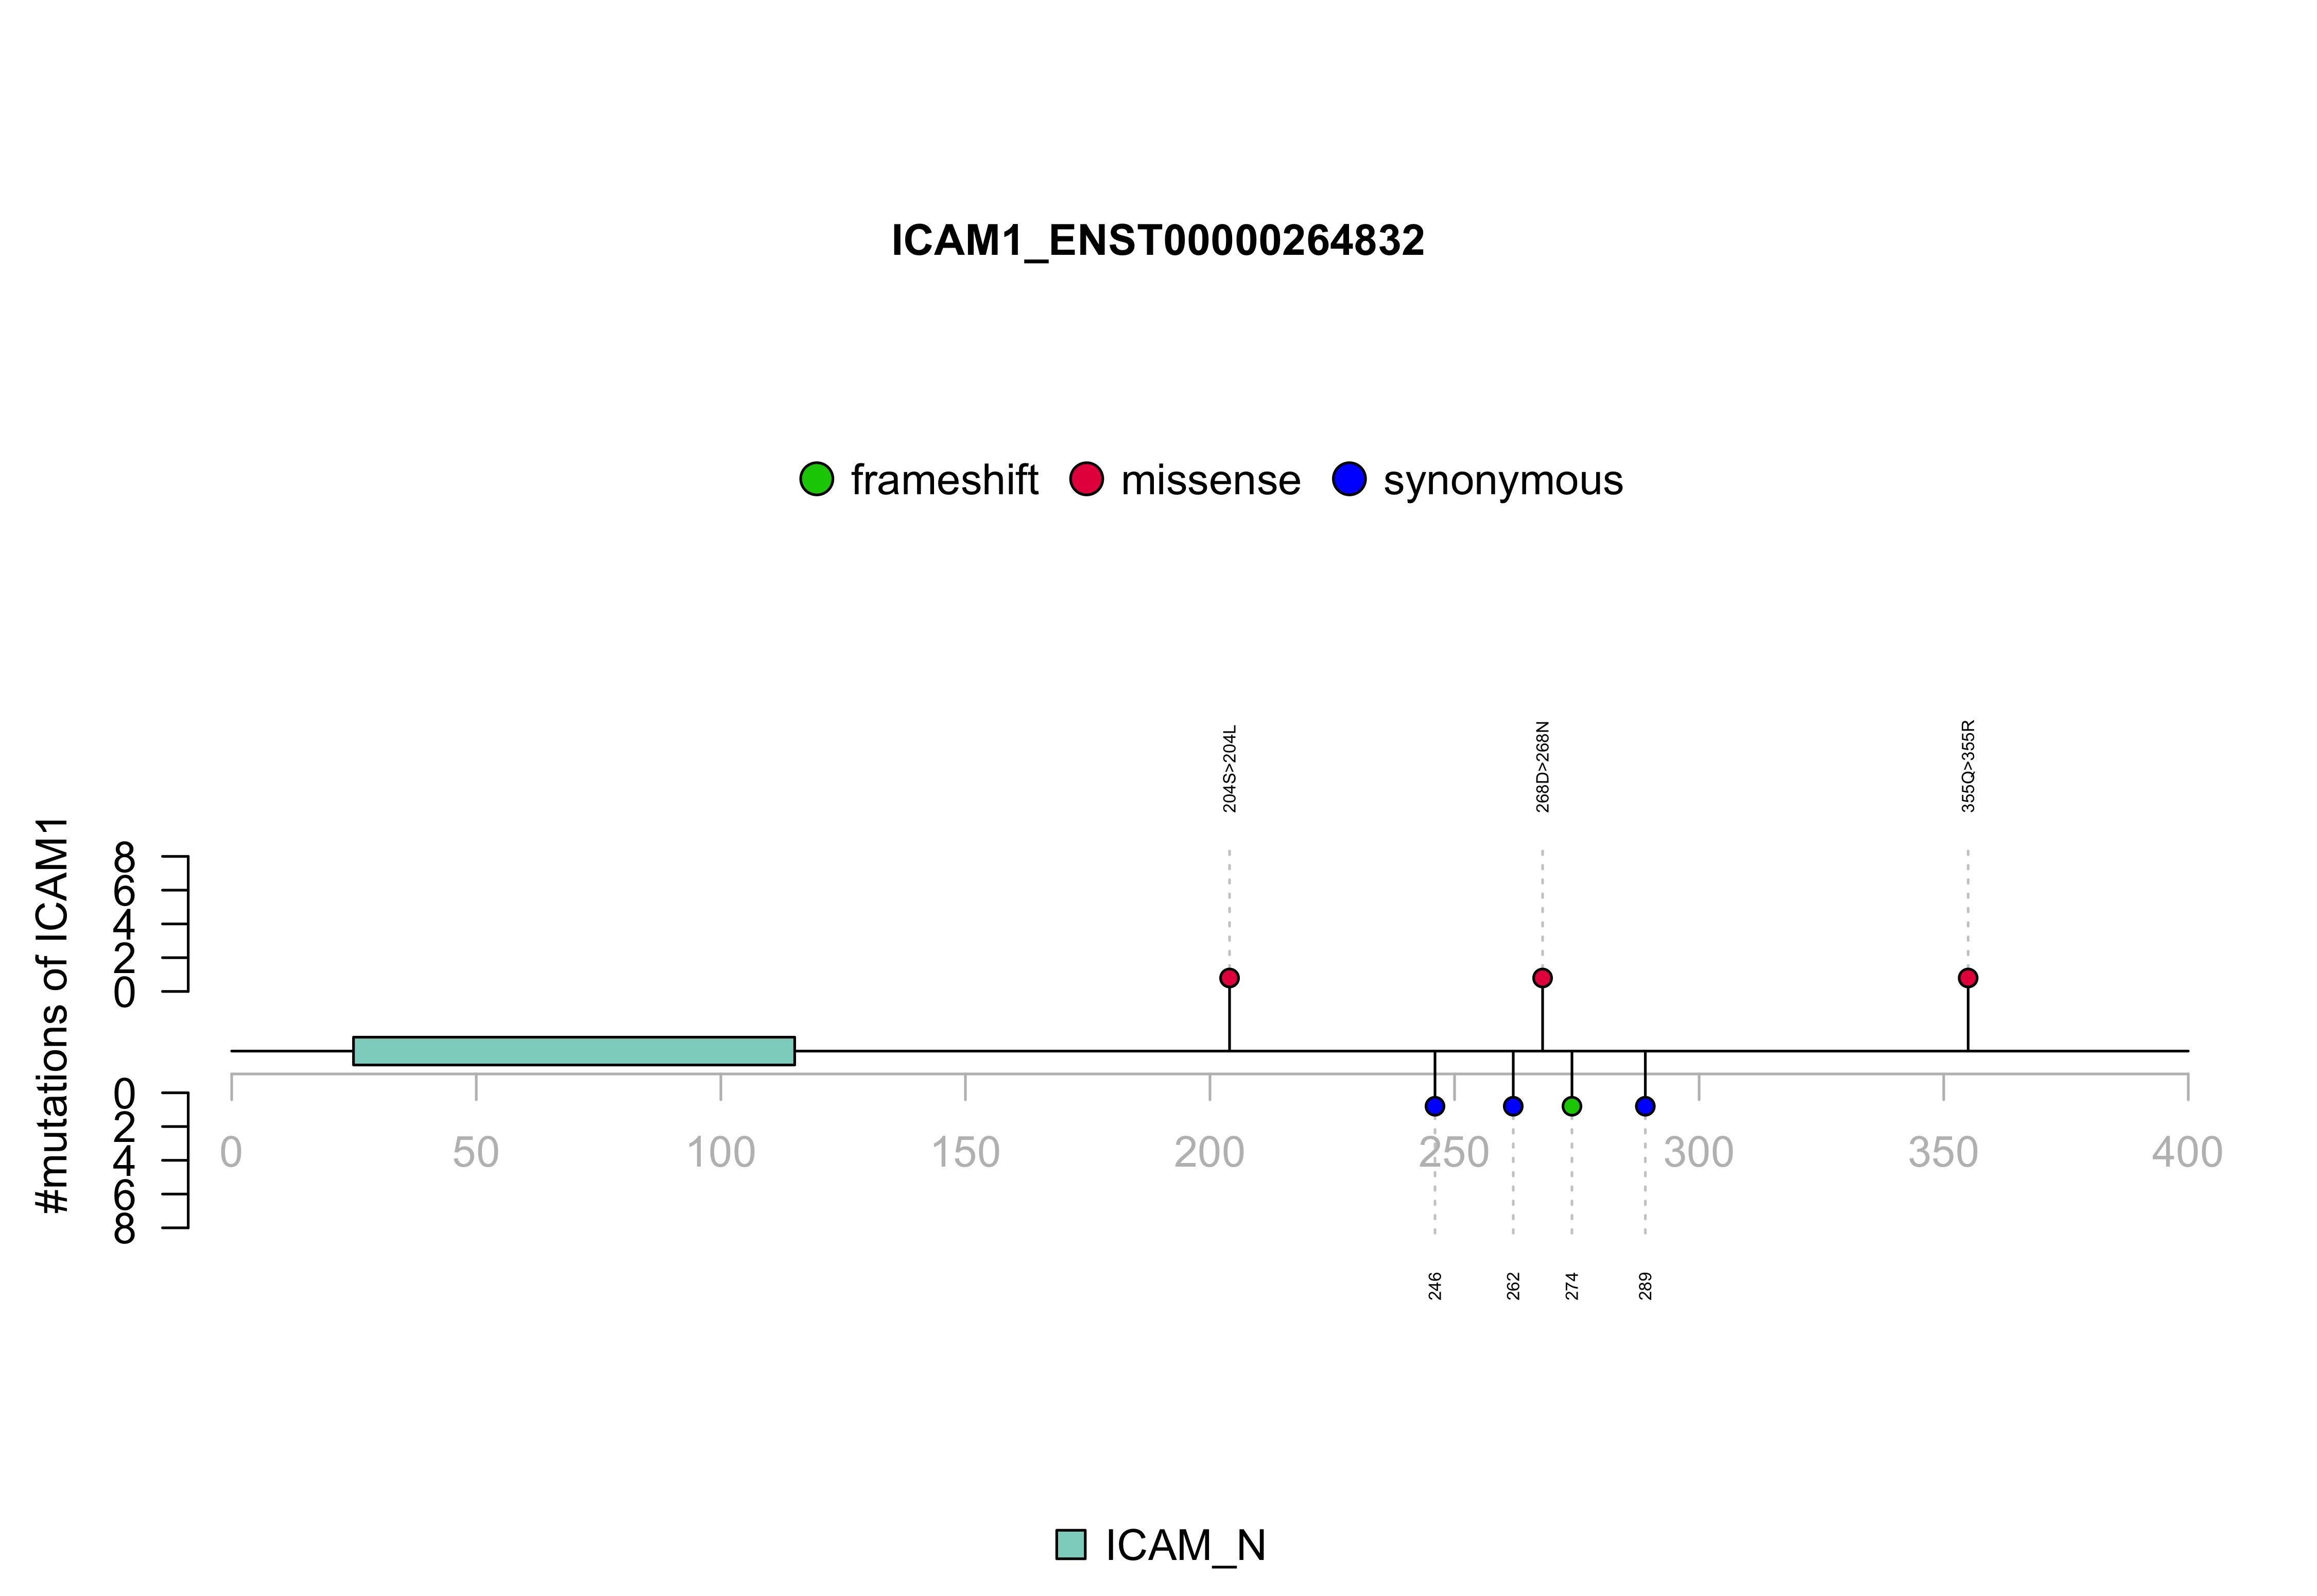 ICAM1_ENST00000264832
frameshift missense synonymous
204S>204L 268D>268N 355Q>355R
#mutations of ICAM1
8
6
4
2
0
0
2
4
6
8
0 50 100 150 200 250 300 350 400
246 262 274 289
ICAM_N